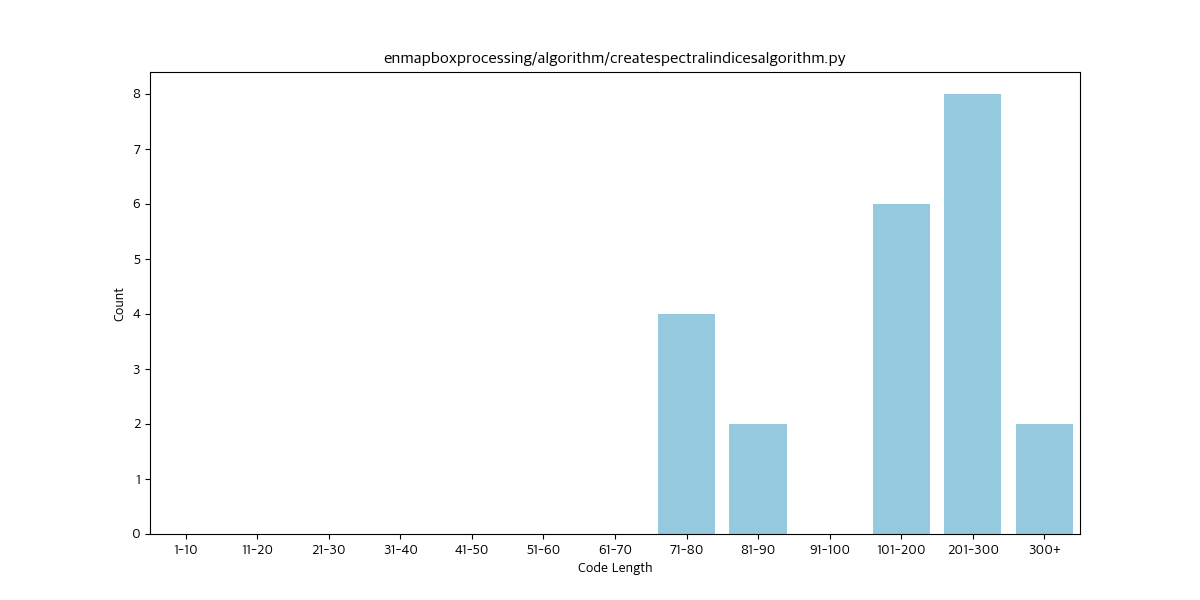 enmapboxprocessing/algorithm/createspectralindicesalgorithm.py
8
7
6
5
4
3
2
1
0
Count
1-10 11-20 21-30 31-40 41-50 51-60 61-70 71-80 81-90 91-100 101-200 201-300 300+
Code Length